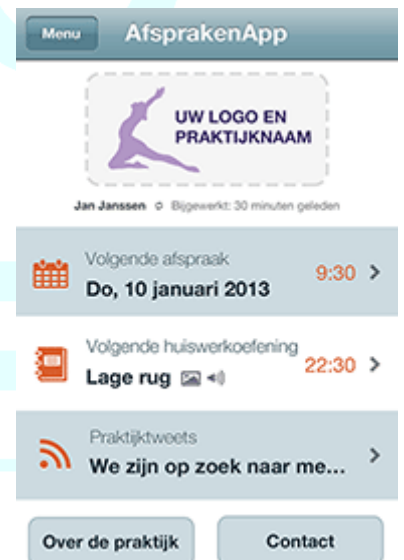 Menu
AfsprakenApp
UW LOGO EN
PRAKTIJKNAAM
Jan Janssen Bijgewerkt: 30 minuten geleden
Volgende afspraak
Do, 10 januari 2013
9:30
Volgende huiswerkoefening
Lage rug
22:30
Praktijktweets
We zijn op zoek naar me...
Over de praktijk
Contact